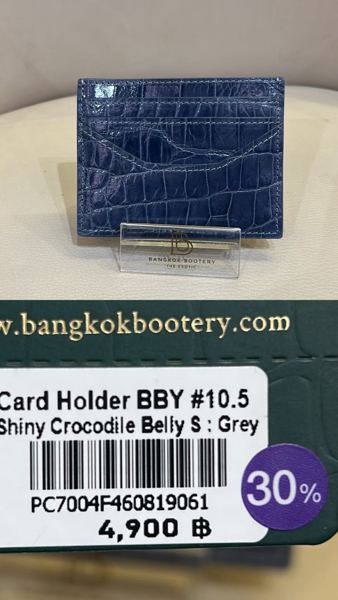 BANGKOK BOOTERY
THE EXOTIC
w.bangkokbootery.com
Card Holder BBY #10.5
Shiny Crocodile Belly S : Grey
PC7004F460819061
4,900 ฿
30%